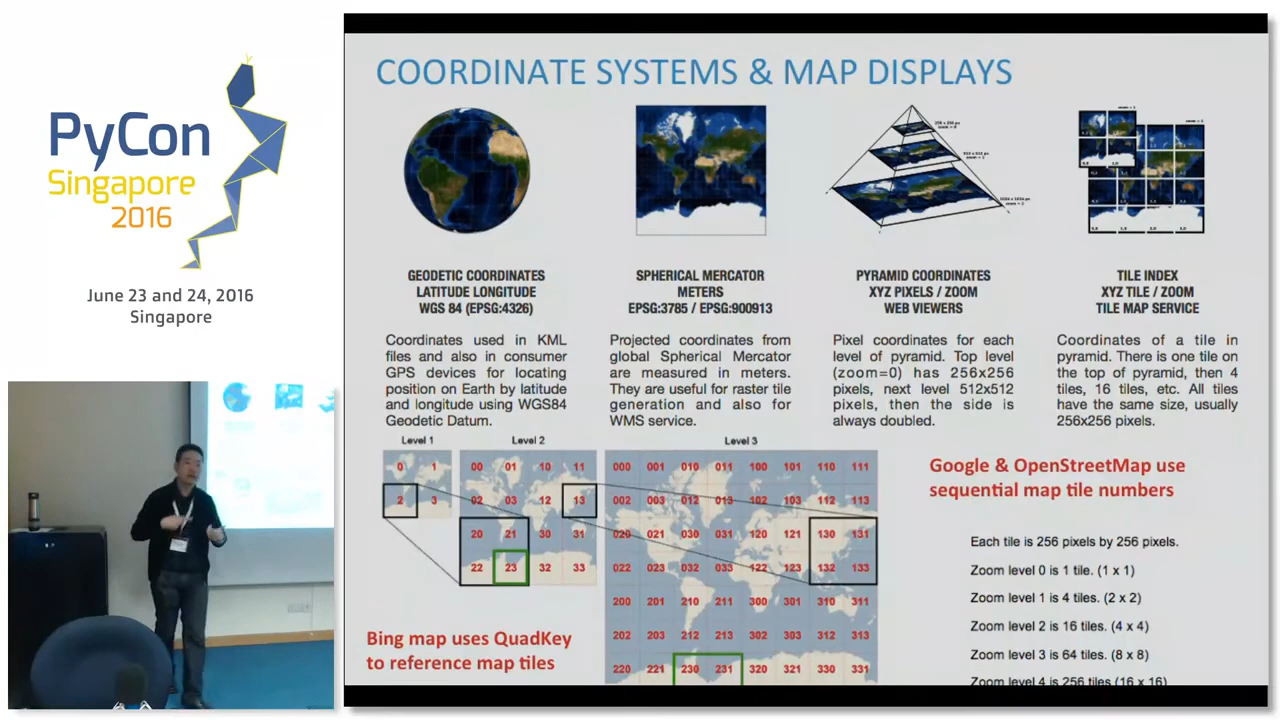 PyCon
Singapore
2016
June 23 and 24, 2016
Singapore
COORDINATE SYSTEMS & MAP DISPLAYS
GEODETIC COORDINATES
LATITUDE LONGITUDE
WGS 84 (EPSG:4326)
Coordinates used in KML
files and also in consumer
GPS devices for locating
position on Earth by latitude
and longitude using WGS84
Geodetic Datum.
SPHERICAL MERCATOR
METERS
EPSG:3785 / EPSG:900913
Projected coordinates from
global Spherical Mercator
are measured in meters.
They are useful for raster tile
generation and also for
WMS service.
PYRAMID COORDINATES
XYZ PIXELS / ZOOM
WEB VIEWERS
Pixel coordinates for each
level of pyramid. Top level
(zoom=0) has 256x256
pixels, next level 512x512
pixels, then the side is
always doubled.
TILE INDEX
XYZ TILE / ZOOM
TILE MAP SERVICE
Coordinates of a tile in
pyramid. There is one tile on
the top of pyramid, then 4
tiles, 16 tiles, etc. All tiles
have the same size, usually
256x256 pixels.
Level 1
0 1
2 3
Level 2
00 01 10 11
02 03 12 13
20 21 30 31
22 23 32 33
Level 3
000 001 010 011 100 101 110 111
002 003 012 013 102 103 112 113
020 021 030 031 120 121 130 131
022 023 032 033 122 123 132 133
200 201 210 211 300 301 310 311
202 203 212 213 302 303 312 313
220 221 230 231 320 321 330 331
Bing map uses QuadKey
to reference map tiles
Google & OpenStreetMap use
sequential map tile numbers
Each tile is 256 pixels by 256 pixels.
Zoom level 0 is 1 tile. (1 x 1)
Zoom level 1 is 4 tiles. (2 x 2)
Zoom level 2 is 16 tiles. (4 x 4)
Zoom level 3 is 64 tiles. (8 x 8)
Zoom level 4 is 256 tiles (16 x 16)